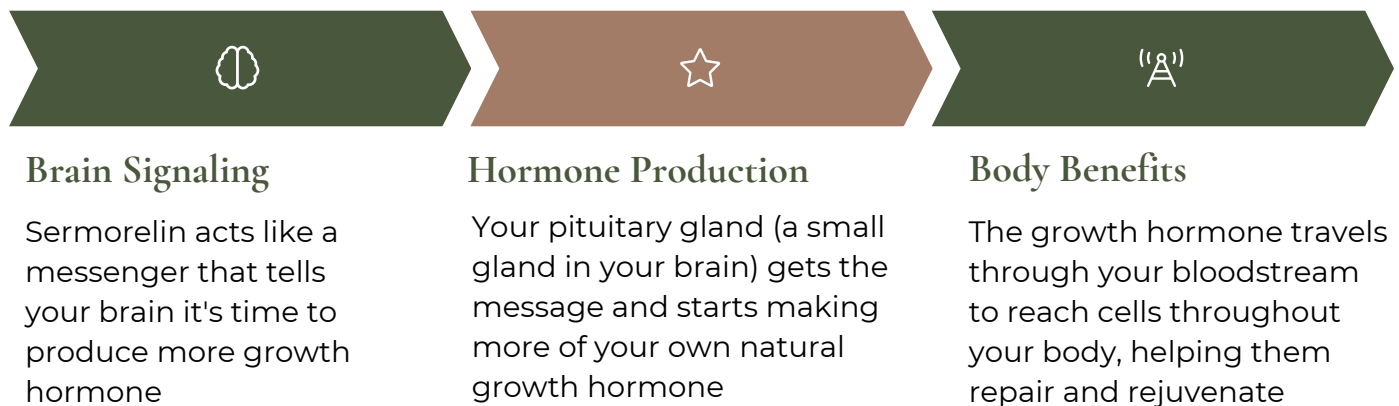 Brain Signaling
Sermorelin acts like a
messenger that tells
your brain it's time to
produce more growth
hormone
Hormone Production
Your pituitary gland (a small
gland in your brain) gets the
message and starts making
more of your own natural
growth hormone
Body Benefits
The growth hormone travels
through your bloodstream
to reach cells throughout
your body, helping them
repair and rejuvenate